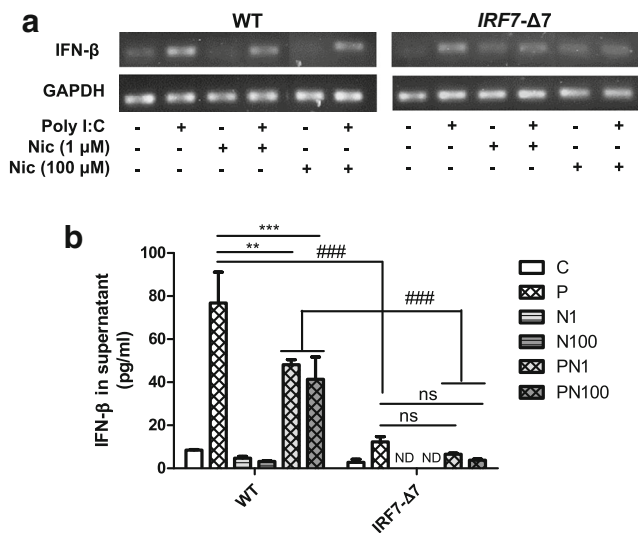 a
WT IRF7-Δ7
IFN-β
GAPDH
Poly I:C - + - + - + - + - + - +
Nic (1 µM) - - + + - - - - + + - -
Nic (100 µM) - - - - + + - - - - + +
b
***
** ###
###
ns
ns
ND ND
100
80
60
40
20
0
IFN-β in supernatant
(pg/ml)
WT
IRF7-Δ7
C
P
N1
N100
PN1
PN100